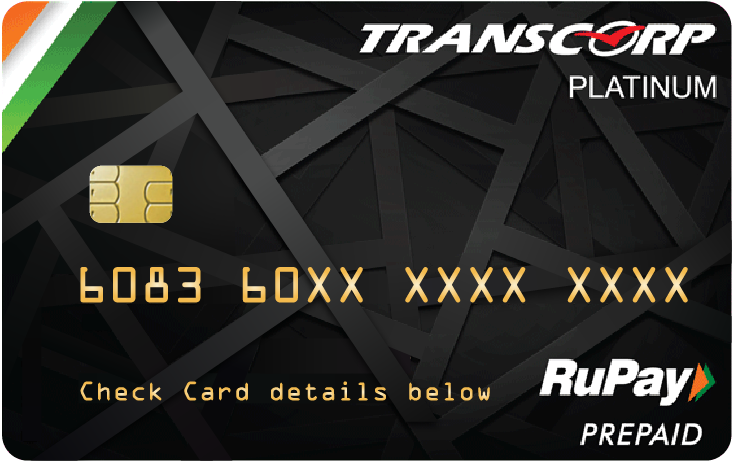 TRANSCORP
PLATINUM
6083 60XX XXXX XXXX
Check Card details below
RuPay
PREPAID